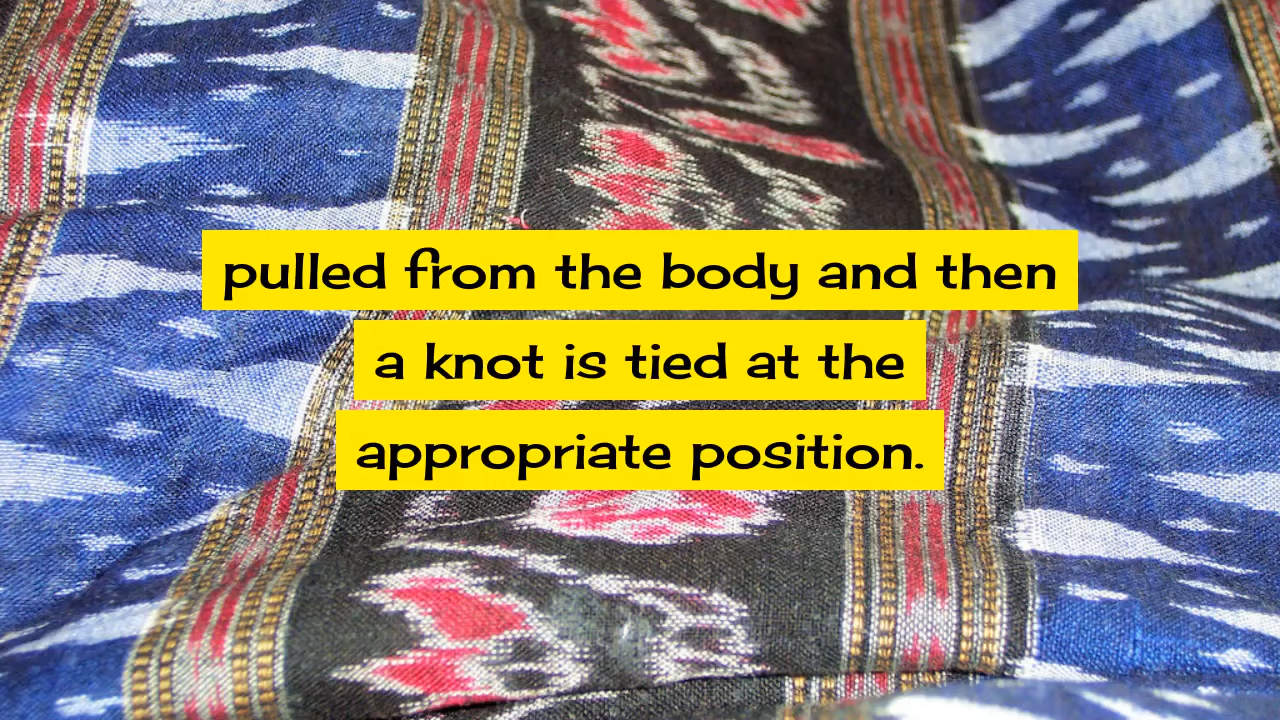 pulled from the body and then
a knot is tied at the
appropriate position.